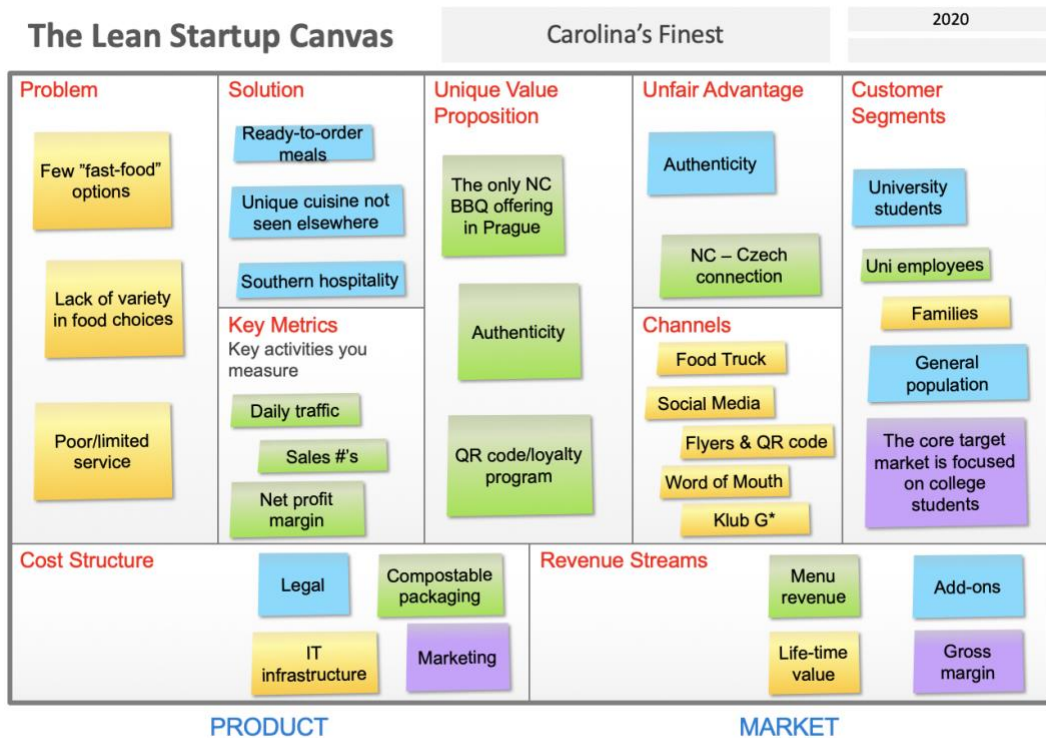 The Lean Startup Canvas
Carolina's Finest
2020
Problem
Few "fast-food"
options
Lack of variety
in food choices
Poor/limited
service
Solution
Ready-to-order
meals
Unique cuisine not
seen elsewhere
Southern hospitality
Key Metrics
Key activities you
measure
Daily traffic
Sales #'s
Net profit
margin
Unique Value
Proposition
The only NC
BBQ offering
in Prague
Authenticity
QR code/loyalty
program
Unfair Advantage
Authenticity
NC – Czech
connection
Channels
Food Truck
Social Media
Flyers & QR code
Word of Mouth
Klub G*
Customer
Segments
University
students
Uni employees
Families
General
population
The core target
market is focused
on college
students
Cost Structure
Legal
Compostable
packaging
IT
infrastructure
Marketing
Revenue Streams
Menu
revenue
Add-ons
Life-time
value
Gross
margin
PRODUCT
MARKET